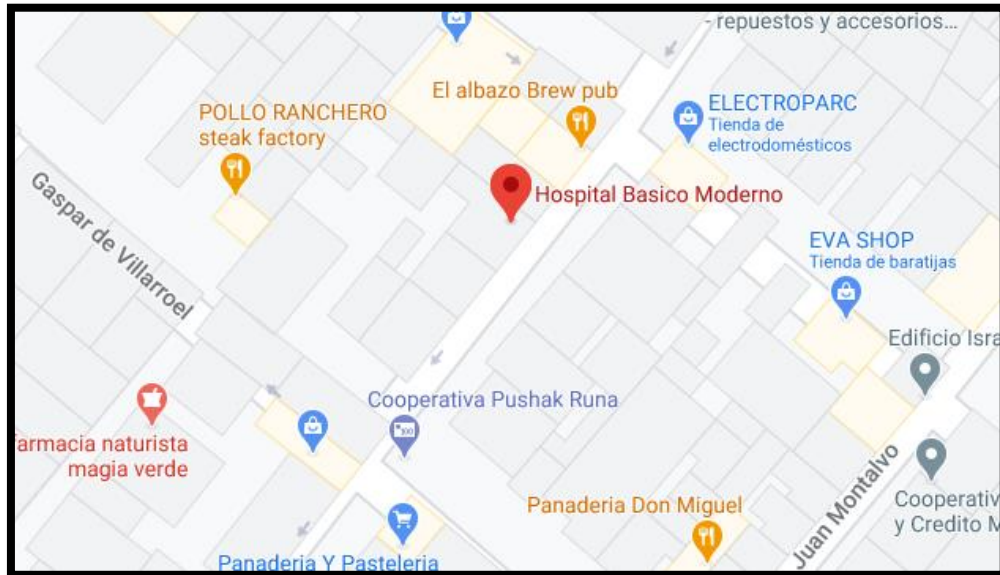 - repuestos y accesorios...
El albazo Brew pub
ELECTROPARC
Tienda de
electrodomésticos
POLLO RANCHERO
steak factory
Hospital Basico Moderno
Gaspar de Villarroel
EVA SHOP
Tienda de baratijas
Edificio Isra
Cooperativa Pushak Runa
armacia naturista
magia verde
Juan Montalvo
Cooperativ
y Credito M
Panaderia Don Miguel
Panaderia Y Pasteleria